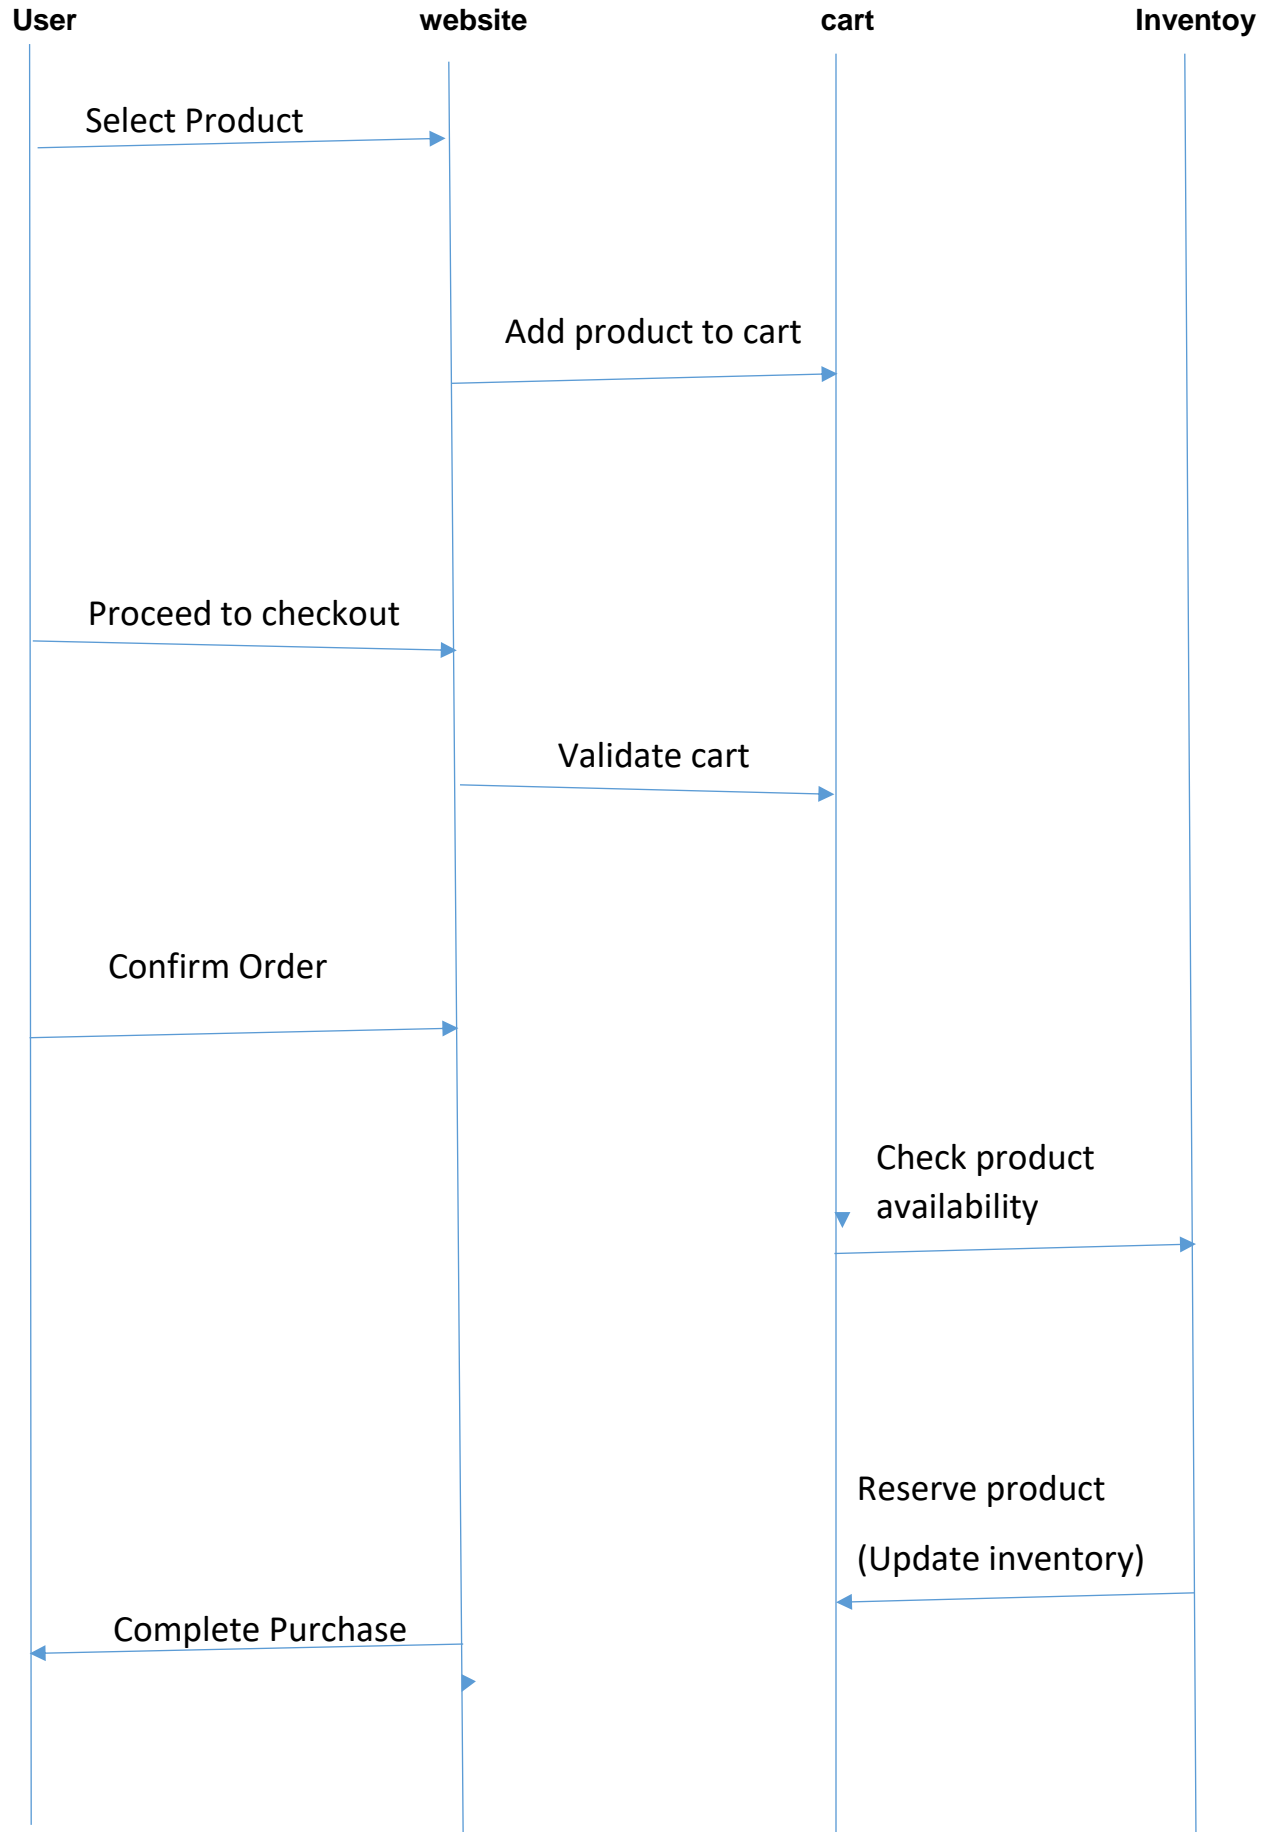 User website cart Inventoy
Select Product
Add product to cart
Proceed to checkout
Validate cart
Confirm Order
Check product
availability
Reserve product
(Update inventory)
Complete Purchase